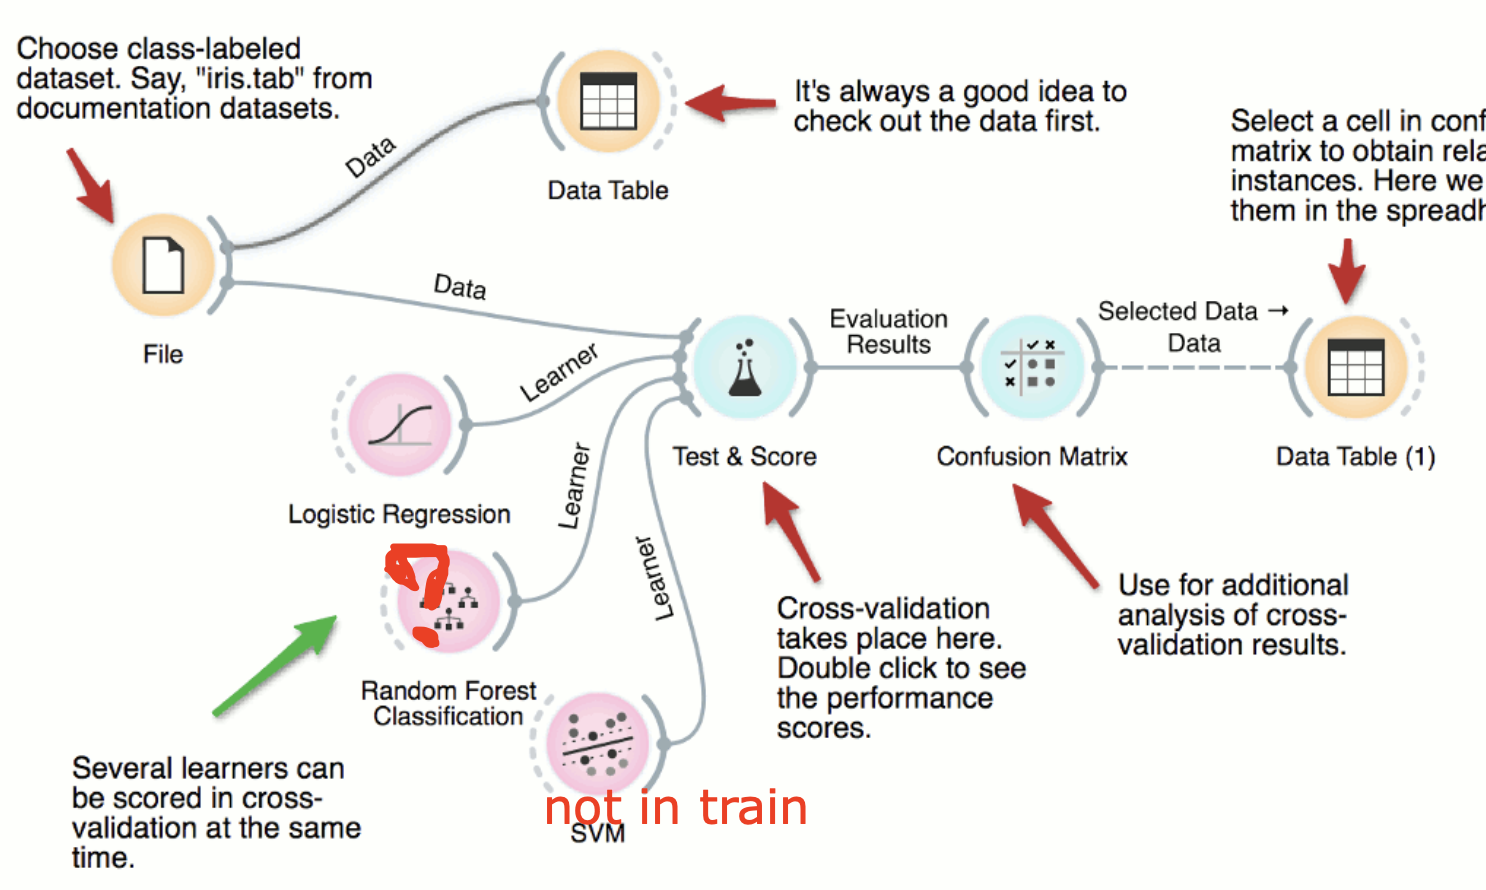 Choose class-labeled
dataset. Say, "iris.tab" from
documentation datasets.
Data
It's always a good idea to
check out the data first.
Data Table
Select a cell in conf
matrix to obtain rela
instances. Here we
them in the spreadh
File
Data
Learner
Evaluation
Results
Selected Data →
Data
Logistic Regression
Learner
Test & Score
Confusion Matrix
Data Table (1)
Learner
Random Forest
Classification
Cross-validation
takes place here.
Double click to see
the performance
scores.
Use for additional
analysis of cross-
validation results.
Several learners can
be scored in cross-
validation at the same
time.
not in train
SVM